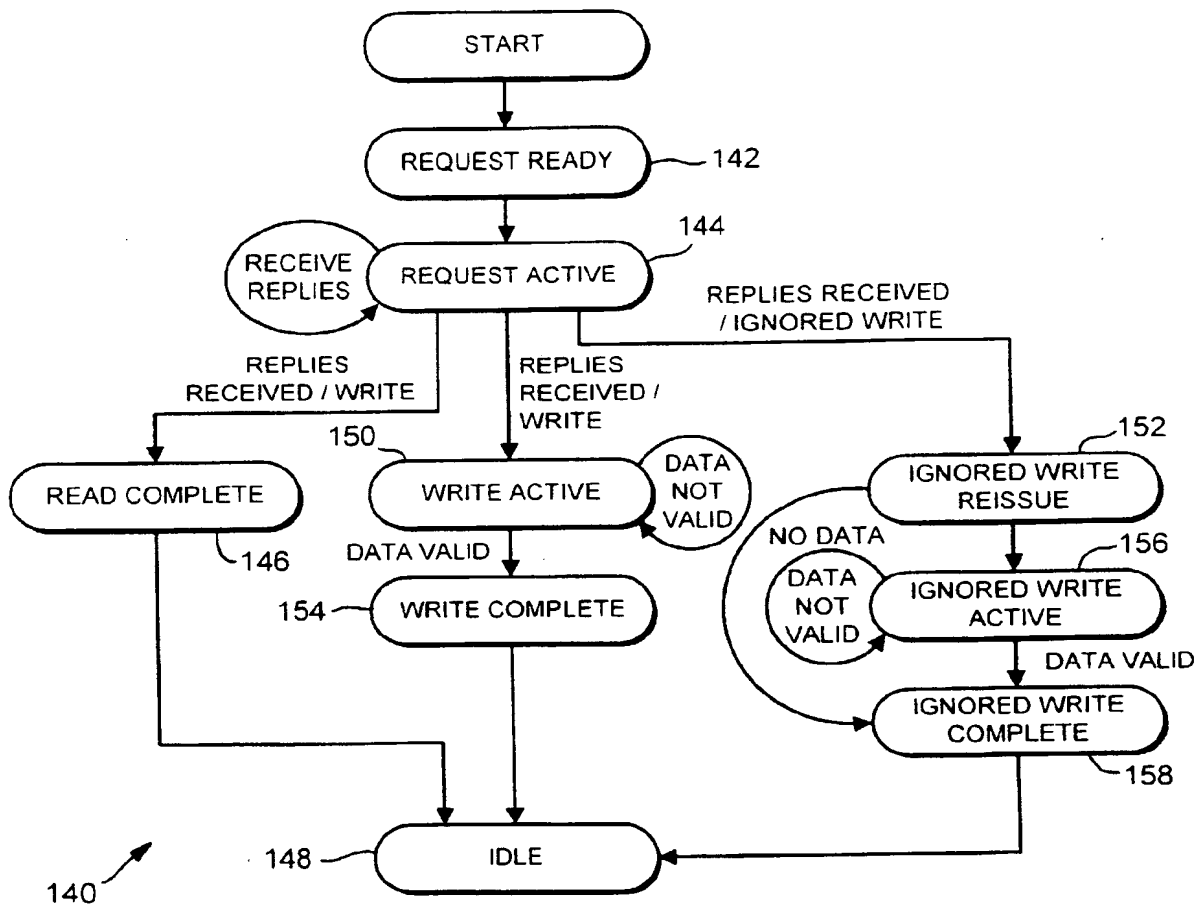 START
REQUEST READY
142
144
RECEIVE
REPLIES
REQUEST ACTIVE
REPLIES RECEIVED
/ IGNORED WRITE
REPLIES
RECEIVED / WRITE
REPLIES
RECEIVED /
WRITE
150
152
READ COMPLETE
WRITE ACTIVE
DATA
NOT
VALID
IGNORED WRITE
REISSUE
146
DATA VALID
NO DATA
156
154
WRITE COMPLETE
DATA
NOT
VALID
IGNORED WRITE
ACTIVE
DATA VALID
IGNORED WRITE
COMPLETE
158
148
IDLE
140